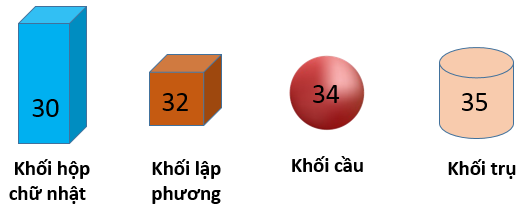 30
32
34
35
Khối hộp
chữ nhật
Khối lập
phương
Khối cầu
Khối trụ